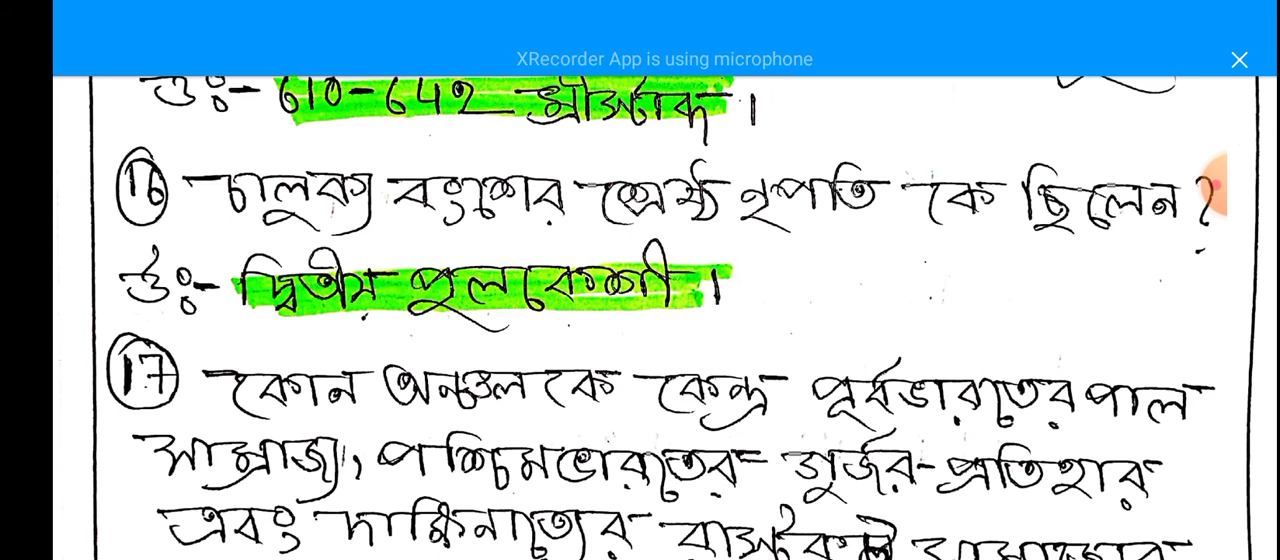 XRecorder App is using microphone
উঃ- 610-642 খ্রীস্টাব্দ।
16 চালুক্য বংশের শ্রেষ্ঠ নৃপতি কে ছিলেন?
উঃ- দ্বিতীয় পুলকেশী।
17 কোন অঞ্চলকে কেন্দ্র পূর্বভারতের পাল
সাম্রাজ্য, পশ্চিমভারতের গুর্জর-প্রতিহার
এবং দাক্ষিনাত্যের রাস্ট্রকূট